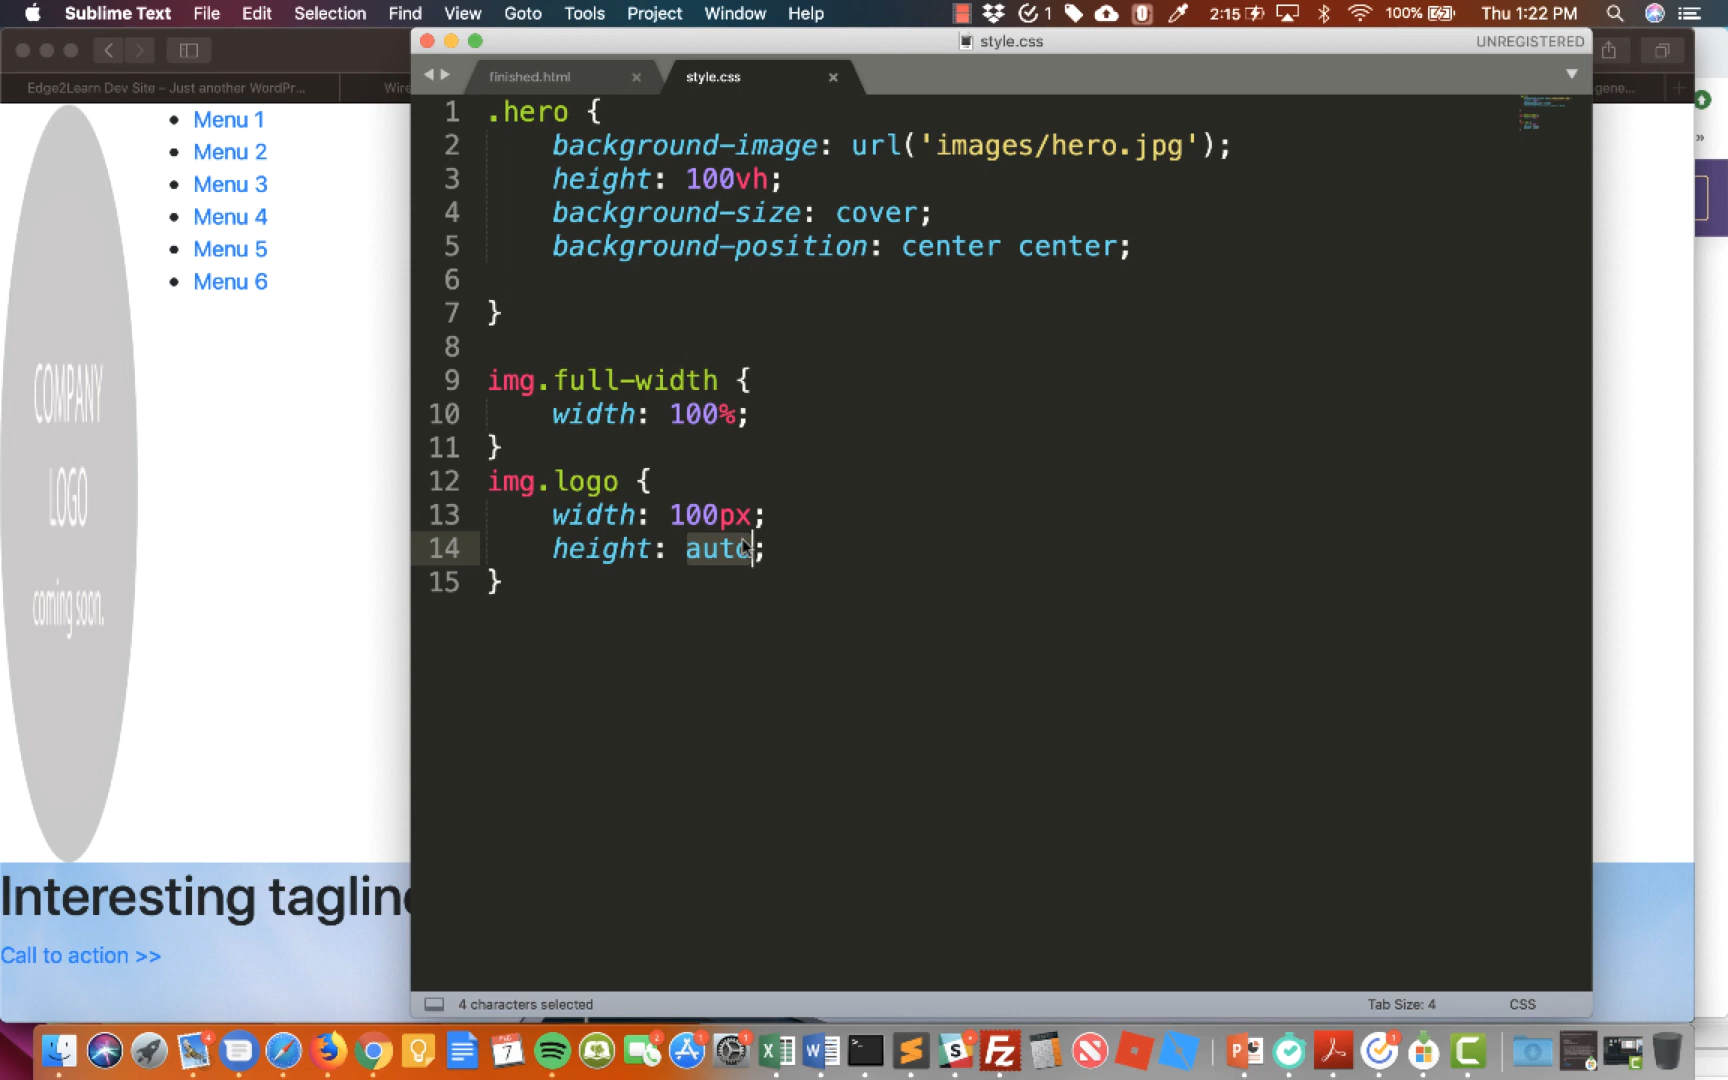 Sublime Text File Edit Selection Find View Goto Tools Project Window Help 1 2:15 100% Thu 1:22 PM
style.css UNREGISTERED
finished.html style.css
Edge2Learn Dev Site – Just another WordPr... Wire gene...
Menu 1
Menu 2
Menu 3
Menu 4
Menu 5
Menu 6
COMPANY
LOGO
coming soon.
Interesting tagline
Call to action >>
1 .hero {
2 background-image: url('images/hero.jpg');
3 height: 100vh;
4 background-size: cover;
5 background-position: center center;
6
7 }
8
9 img.full-width {
10 width: 100%;
11 }
12 img.logo {
13 width: 100px;
14 height: auto;
15 }
4 characters selected Tab Size: 4 CSS